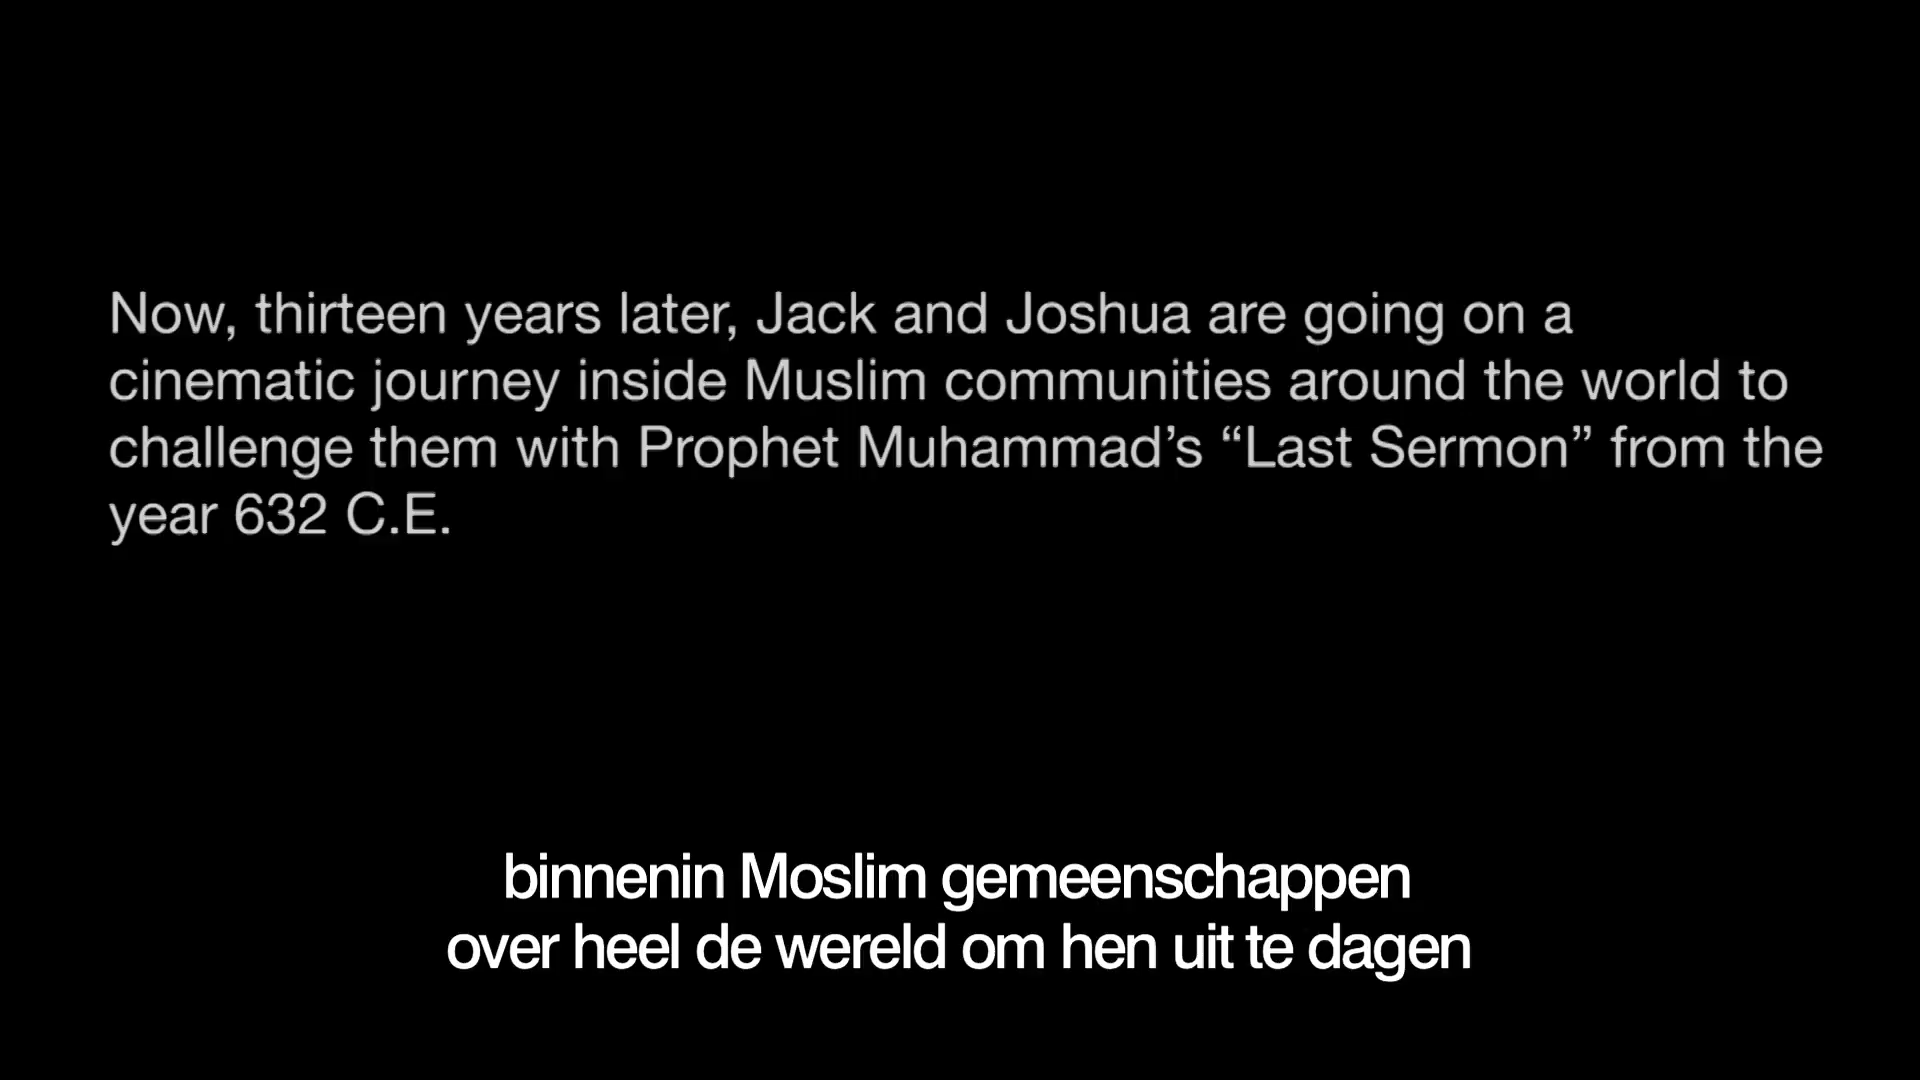 Now, thirteen years later, Jack and Joshua are going on a
cinematic journey inside Muslim communities around the world to
challenge them with Prophet Muhammad’s “Last Sermon” from the
year 632 C.E.
binnenin Moslim gemeenschappen
over heel de wereld om hen uit te dagen